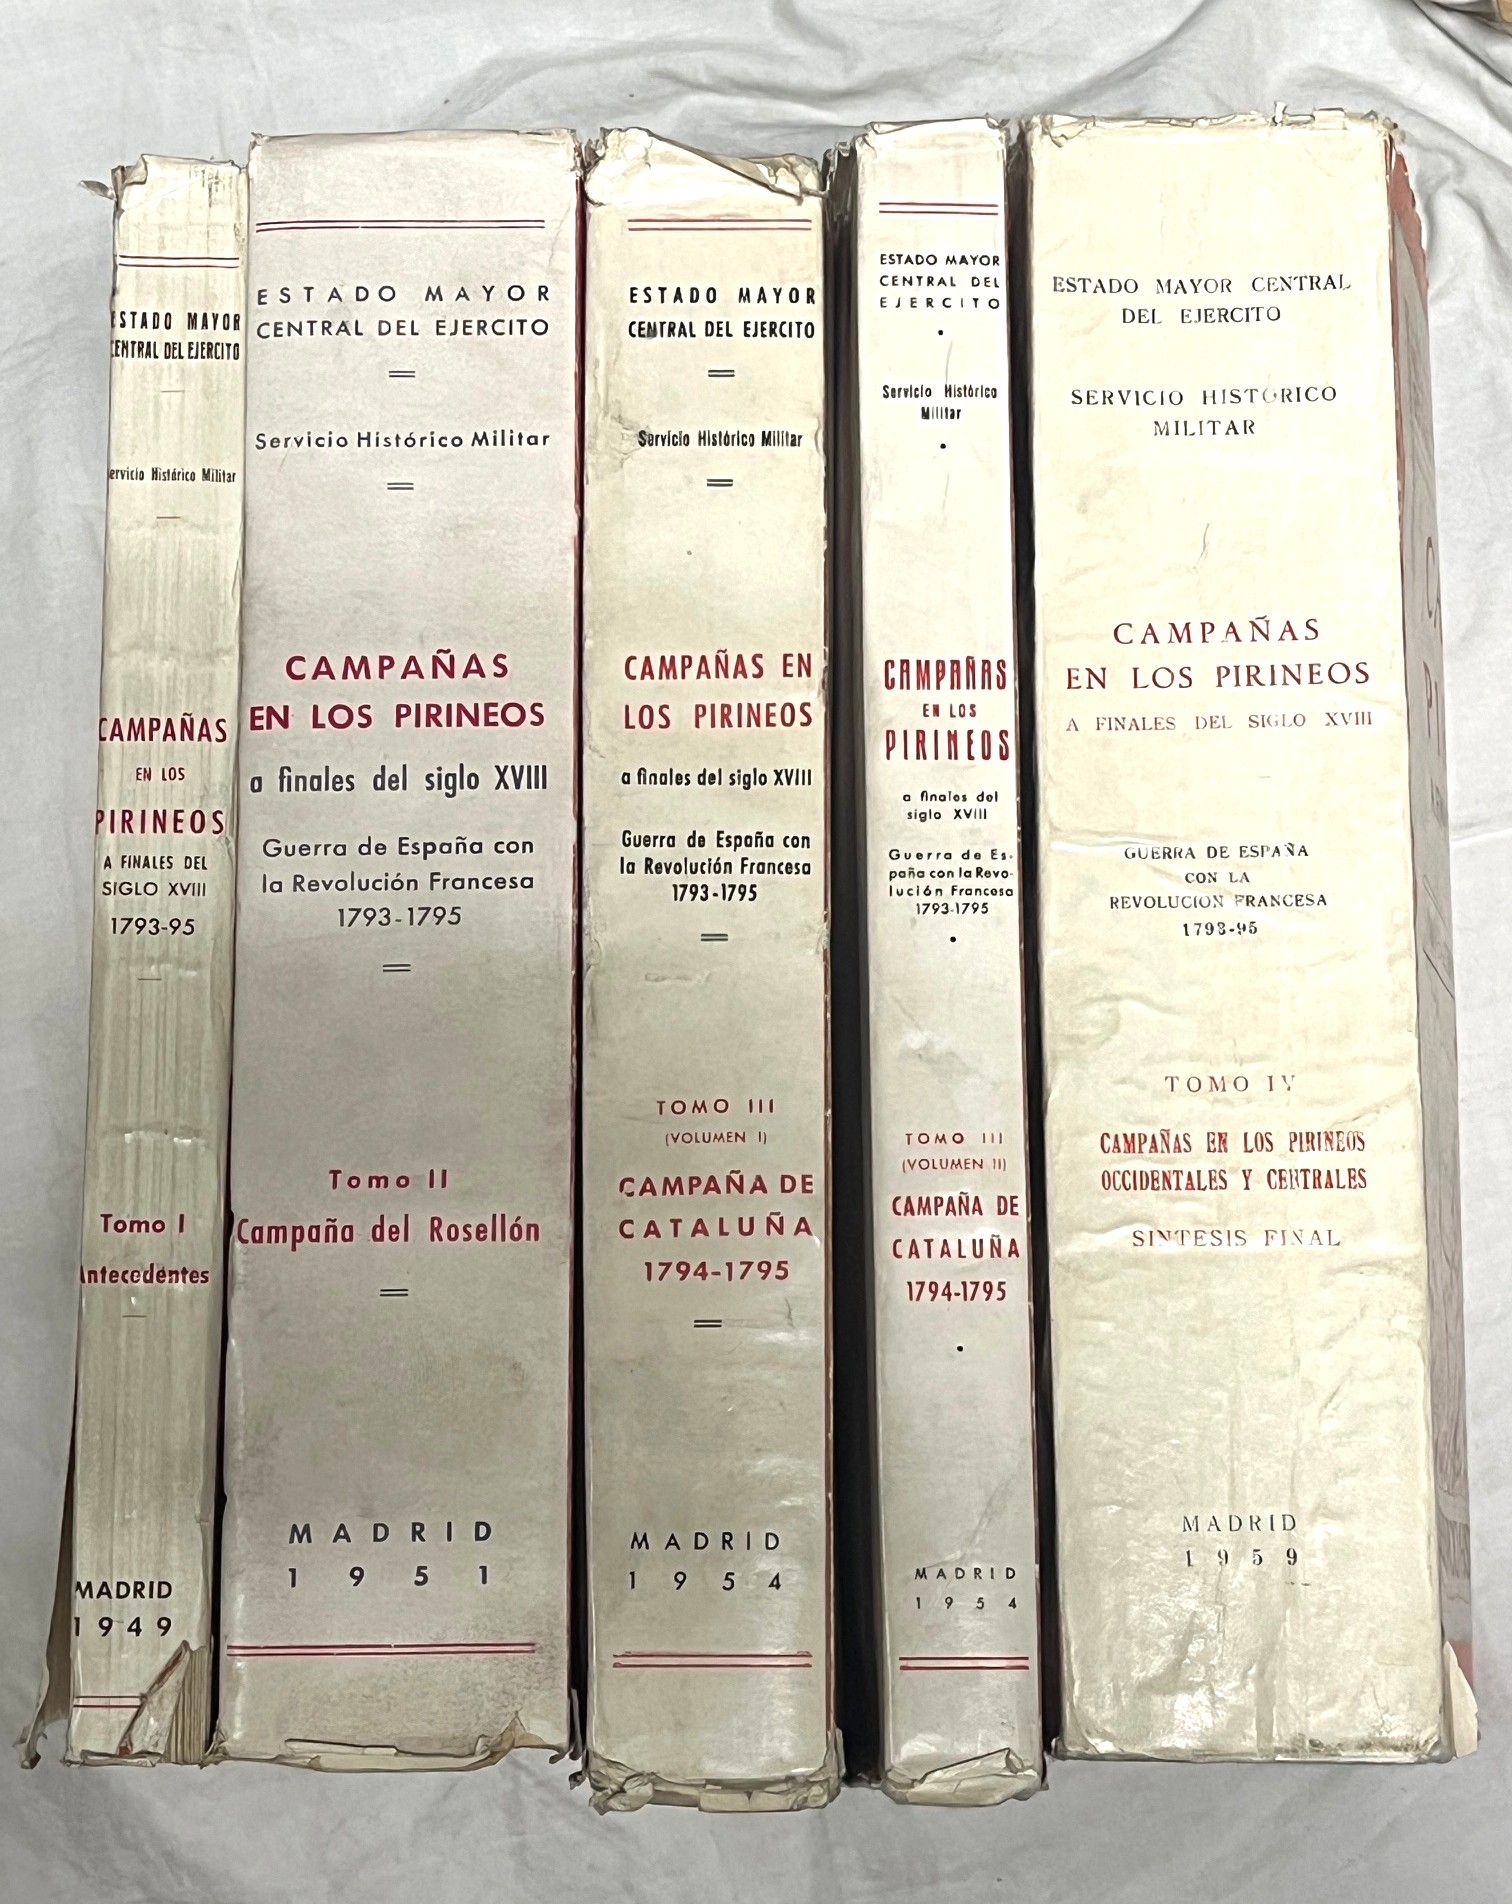 ESTADO MAYOR
CENTRAL DEL EJERCITO
ervicio Histórico Militar
CAMPAÑAS
EN LOS
PIRINEOS
A FINALES DEL
SIGLO XVIII
1793-95
Tomo I
Antecedentes
MADRID
1949
ESTADO MAYOR
CENTRAL DEL EJERCITO
Servicio Histórico Militar
CAMPAÑAS
EN LOS PIRINEOS
a finales del siglo XVIII
Guerra de España con
la Revolución Francesa
1793-1795
Tomo II
Campaña del Rosellón
MADRID
1951
ESTADO MAYOR
CENTRAL DEL EJERCITO
Servicio Histórico Militar
CAMPAÑAS EN
LOS PIRINEOS
a finales del siglo XVIII
Guerra de España con
la Revolución Francesa
1793-1795
TOMO III
(VOLUMEN I)
CAMPAÑA DE
CATALUÑA
1794-1795
MADRID
1954
ESTADO MAYOR
CENTRAL DEL
EJERCITO
Servicio Histórico
Militar
CAMPAÑAS
EN LOS
PIRINEOS
a finales del
siglo XVIII
Guerra de Es-
paña con la Revo-
lución Francesa
1793-1795
TOMO III
(VOLUMEN II)
CAMPAÑA DE
CATALUÑA
1794-1795
MADRID
1954
ESTADO MAYOR CENTRAL
DEL EJERCITO
SERVICIO HISTORICO
MILITAR
CAMPAÑAS
EN LOS PIRINEOS
A FINALES DEL SIGLO XVIII
GUERRA DE ESPAÑA
CON LA
REVOLUCION FRANCESA
1793-95
TOMO IV
CAMPAÑAS EN LOS PIRINEOS
OCCIDENTALES Y CENTRALES
SINTESIS FINAL
MADRID
1959